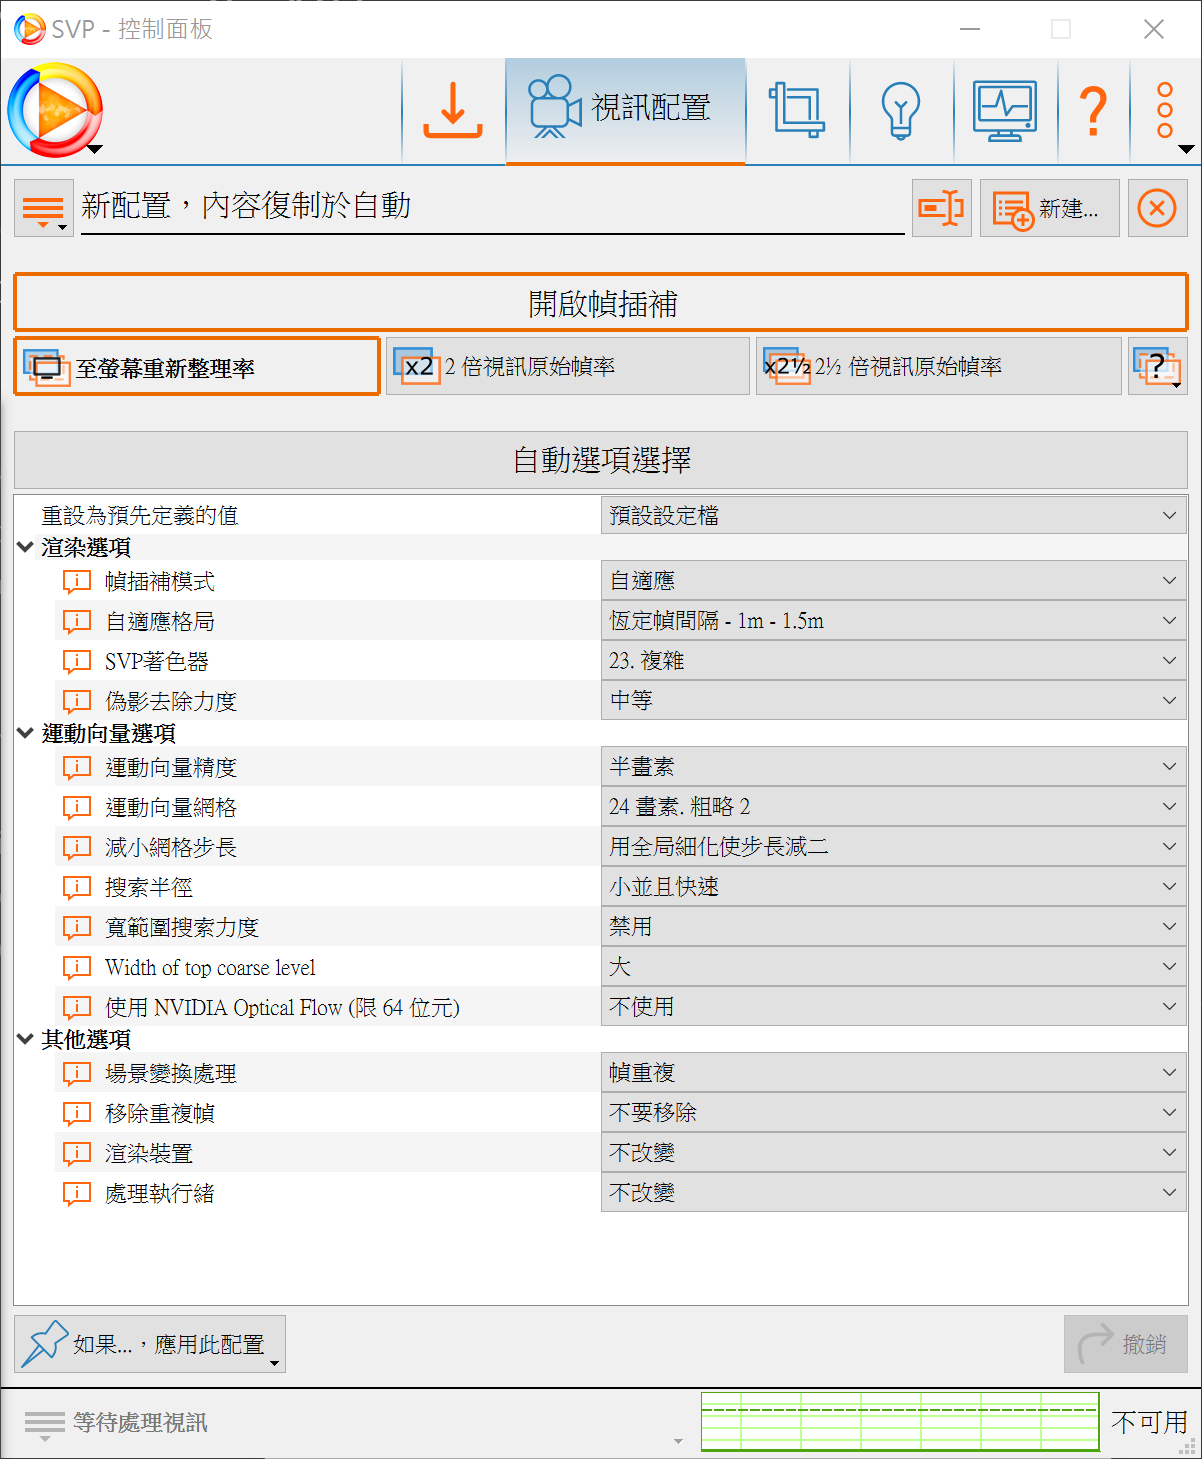 SVP - 控制面板
視訊配置
新配置，內容復制於自動
新建...
開啟幀插補
至螢幕重新整理率
x2 2 倍視訊原始幀率
x2½ 2½ 倍視訊原始幀率
?
自動選項選擇
重設為預先定義的值 預設設定檔
渲染選項
幀插補模式 自適應
自適應格局 恆定幀間隔 - 1m - 1.5m
SVP著色器 23. 複雜
偽影去除力度 中等
運動向量選項
運動向量精度 半畫素
運動向量網格 24 畫素. 粗略 2
減小網格步長 用全局細化使步長減二
搜索半徑 小並且快速
寬範圍搜索力度 禁用
Width of top coarse level 大
使用 NVIDIA Optical Flow (限 64 位元) 不使用
其他選項
場景變換處理 幀重複
移除重複幀 不要移除
渲染裝置 不改變
處理執行緒 不改變
如果...，應用此配置
撤銷
等待處理視訊
不可用